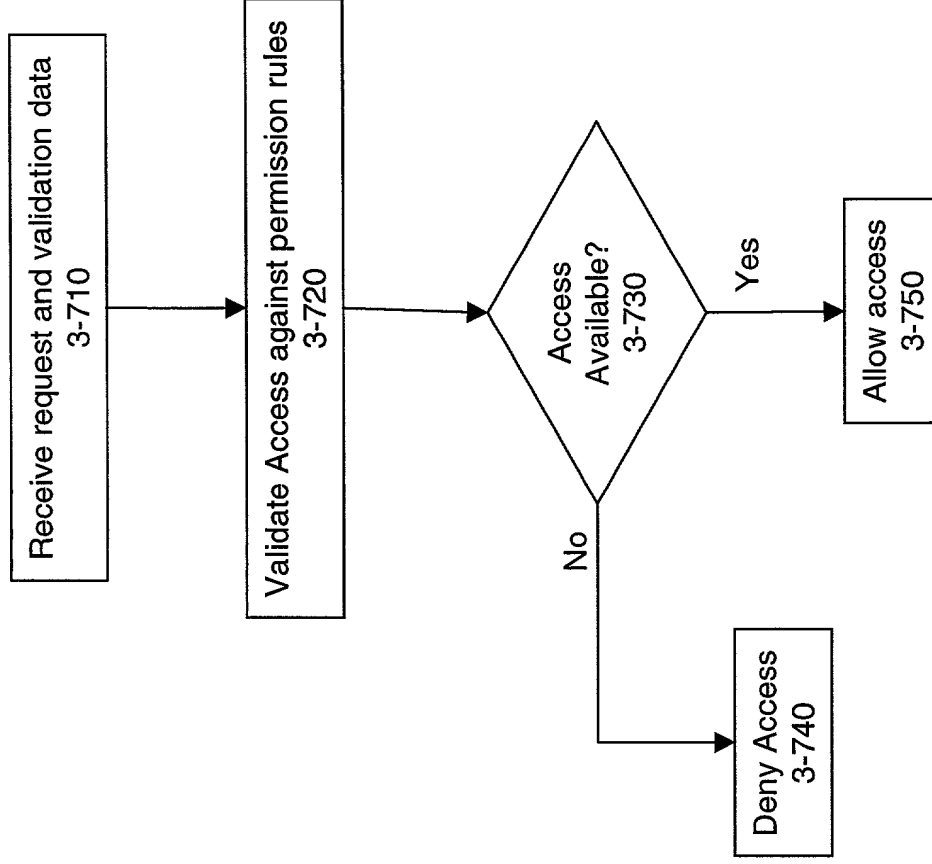 Receive request and validation data
3-710
Validate Access against permission rules
3-720
Access
Available?
3-730
No
Yes
Deny Access
3-740
Allow access
3-750